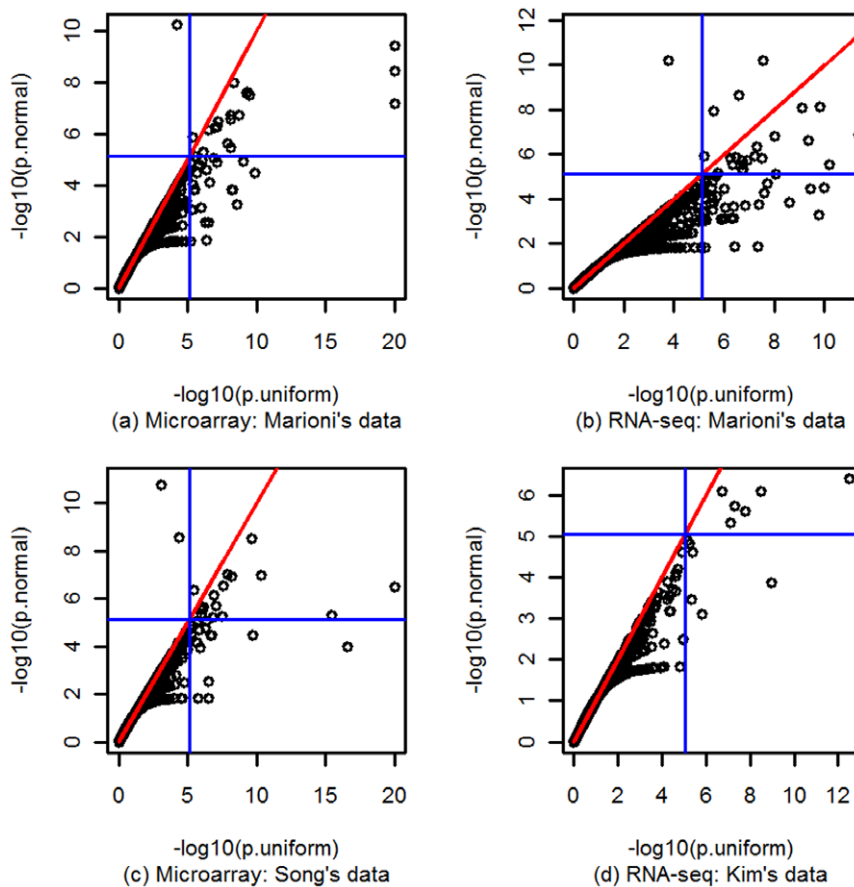 -log10(p.normal)
10
8
6
4
2
0
0 5 10 15 20
-log10(p.uniform)
(a) Microarray: Marioni's data
-log10(p.normal)
12
10
8
6
4
2
0
0 2 4 6 8 10
-log10(p.uniform)
(b) RNA-seq: Marioni's data
-log10(p.normal)
10
8
6
4
2
0
0 5 10 15 20
-log10(p.uniform)
(c) Microarray: Song's data
-log10(p.normal)
6
5
4
3
2
1
0
0 2 4 6 8 10 12
-log10(p.uniform)
(d) RNA-seq: Kim's data